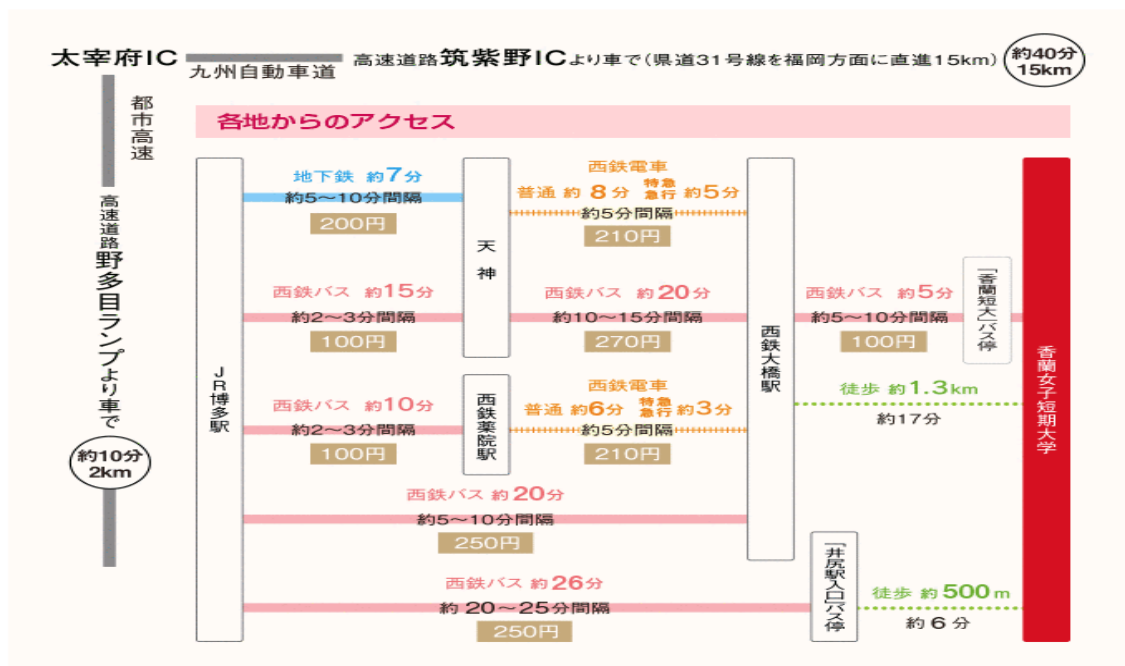 太宰府IC
九州自動車道
高速道路筑紫野ICより車で(県道31号線を福岡方面に直進15km)
約40分
15km
都市高速
高速道路野多目ランプより車で
約10分
2km
各地からのアクセス
JR博多駅
地下鉄 約7分
約5〜10分間隔
200円
天神
西鉄電車
普通 約8分 特急急行 約5分
約5分間隔
210円
西鉄バス 約15分
約2〜3分間隔
100円
西鉄バス 約20分
約10〜15分間隔
270円
西鉄大橋駅
西鉄バス 約5分
約5〜10分間隔
100円
「香蘭短大」バス停
香蘭女子短期大学
西鉄バス 約10分
約2〜3分間隔
100円
西鉄薬院駅
西鉄電車
普通 約6分 特急急行 約3分
約5分間隔
210円
徒歩 約1.3km
約17分
西鉄バス 約20分
約5〜10分間隔
250円
西鉄バス 約26分
約20〜25分間隔
250円
「井尻駅入口」バス停
徒歩 約500m
約6分